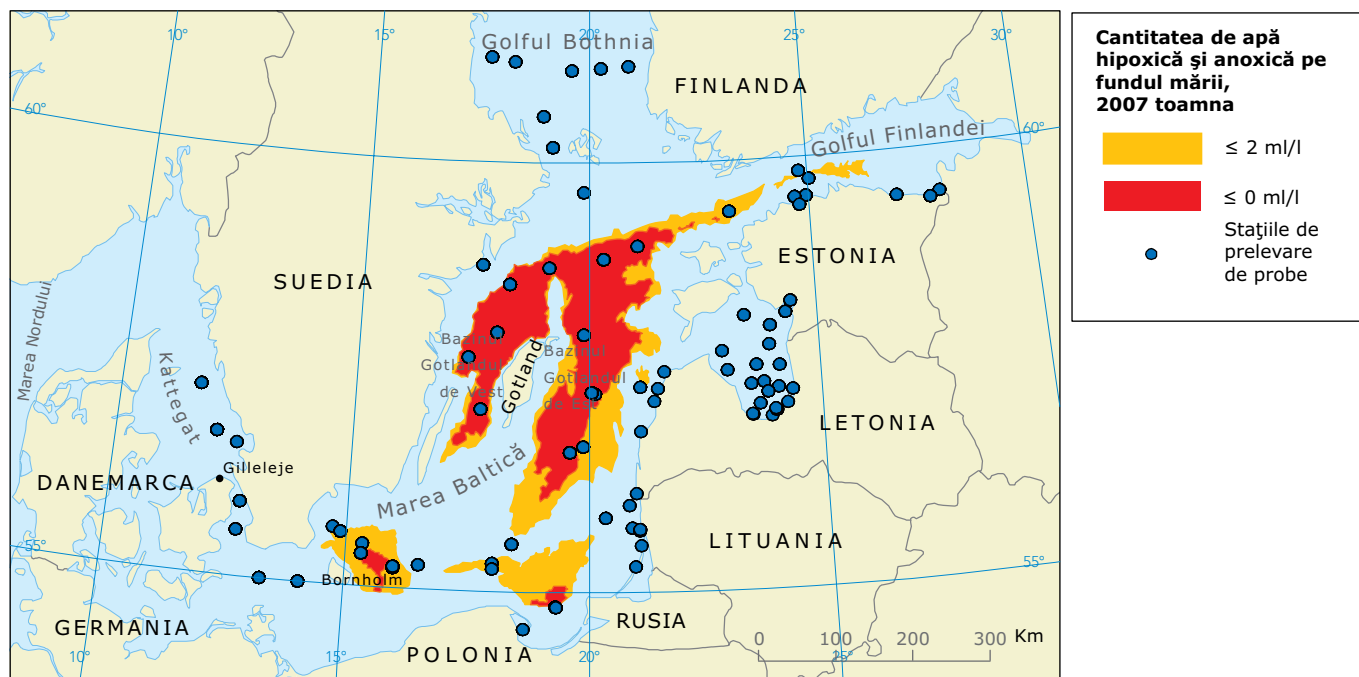 10°
15°
20°
25°
30°
Golful Bothnia
FINLANDA
60°
60°
Golful Finlandei
SUEDIA
ESTONIA
Marea Nordului
Kattegat
Bazinul
Gotlandul
de Vest
Gotland
Bazinul
Gotlandul
de Est
LETONIA
Marea Baltică
DANEMARCA
Gilleleje
LITUANIA
55°
55°
Bornholm
GERMANIA
POLONIA
RUSIA
10°
15°
20°
25°
0 100 200 300 Km
Cantitatea de apă
hipoxică şi anoxică pe
fundul mării,
2007 toamna
≤ 2 ml/l
≤ 0 ml/l
Staţiile de
prelevare
de probe